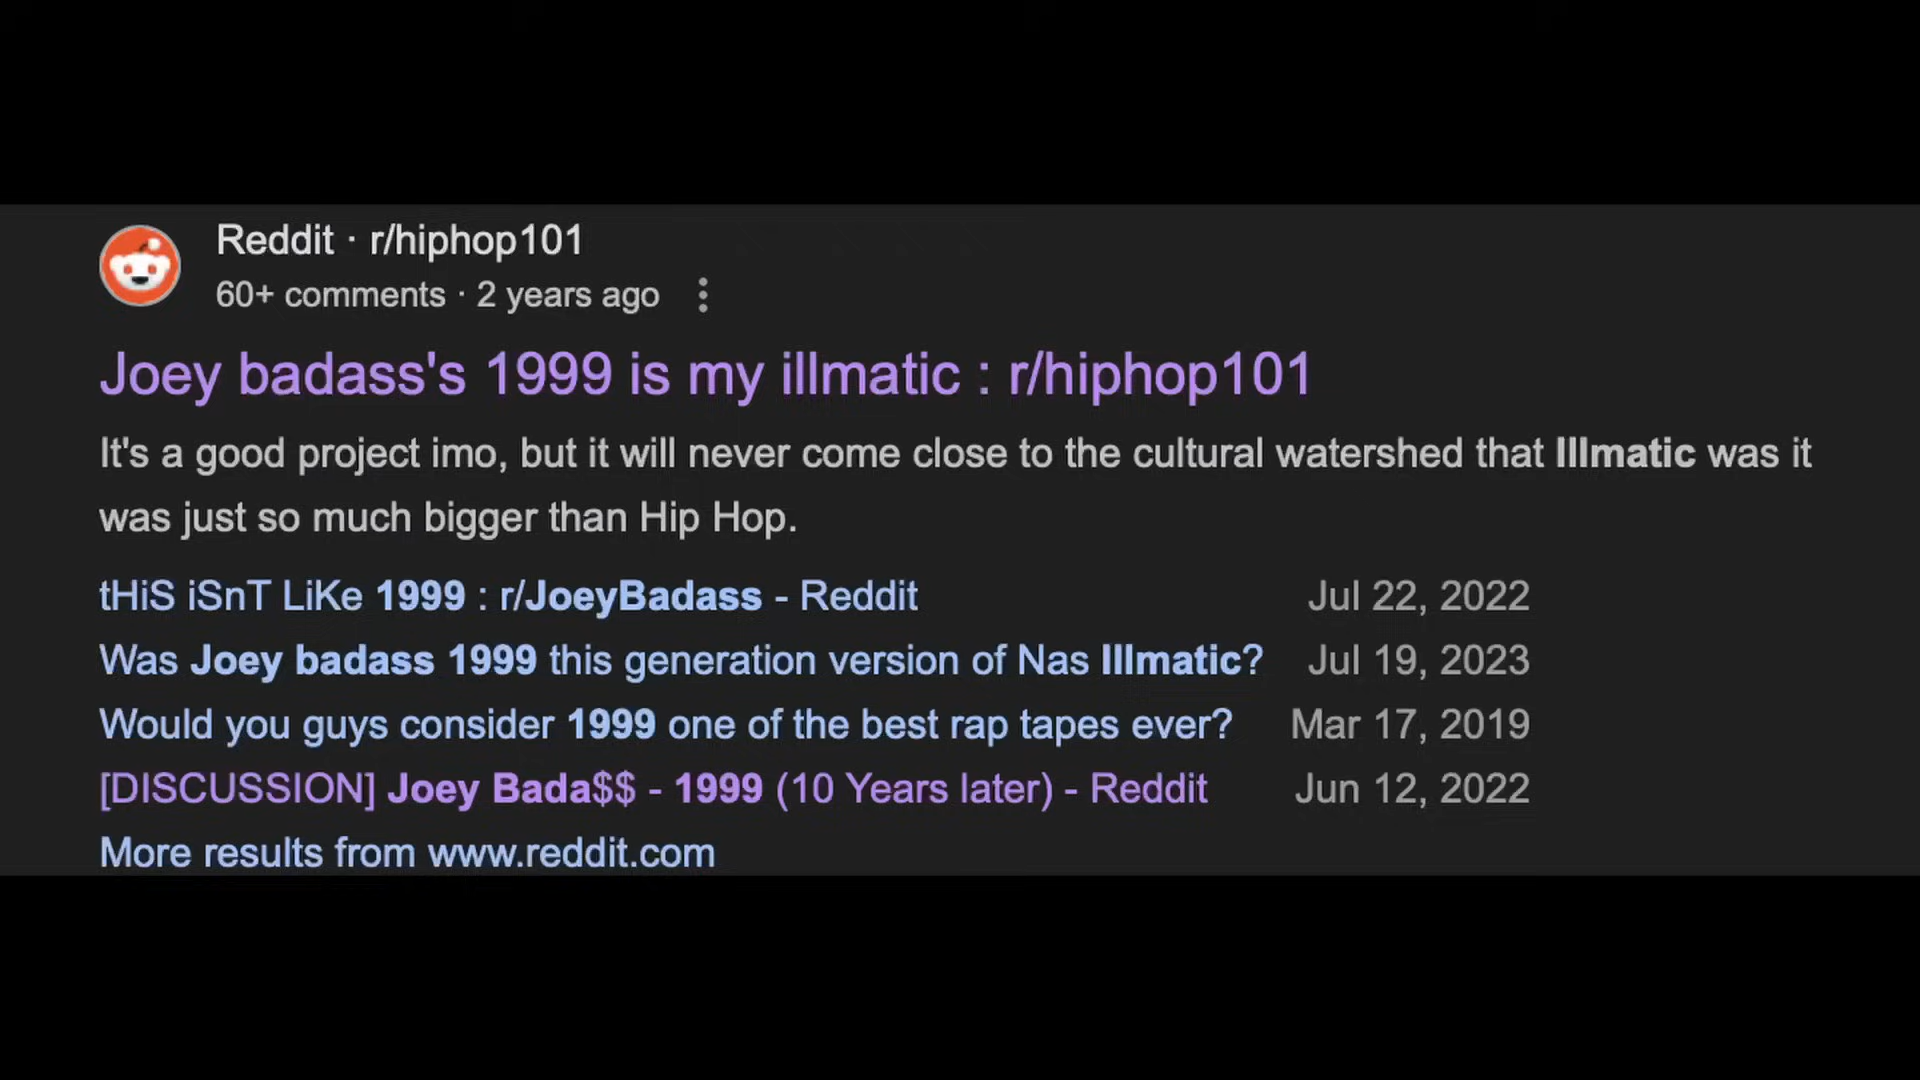 Reddit · r/hiphop101
60+ comments · 2 years ago
Joey badass's 1999 is my illmatic : r/hiphop101
It's a good project imo, but it will never come close to the cultural watershed that Illmatic was it
was just so much bigger than Hip Hop.
tHiS iSnT LiKe 1999 : r/JoeyBadass - Reddit Jul 22, 2022
Was Joey badass 1999 this generation version of Nas Illmatic? Jul 19, 2023
Would you guys consider 1999 one of the best rap tapes ever? Mar 17, 2019
[DISCUSSION] Joey Bada$$ - 1999 (10 Years later) - Reddit Jun 12, 2022
More results from www.reddit.com